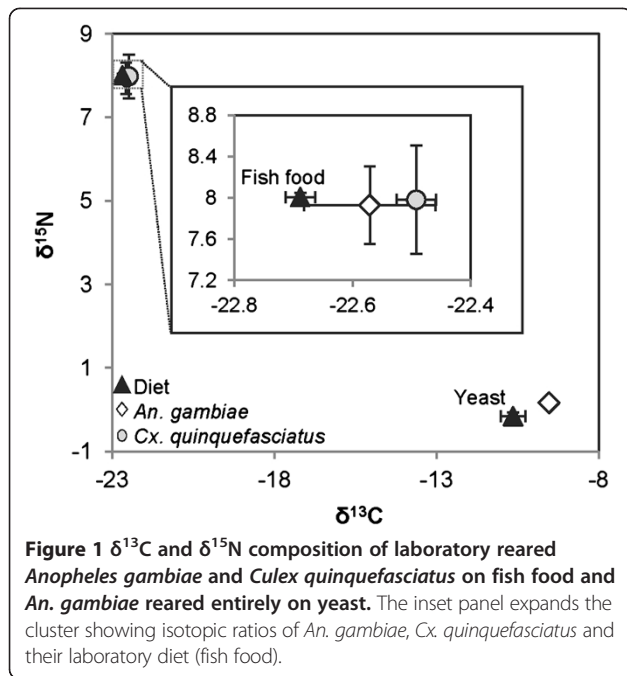 9
7
5
3
1
-1
δ15N
8.8
8.4
8
7.6
7.2
Fish food
-22.8
-22.6
-22.4
Diet
An. gambiae
Cx. quinquefasciatus
Yeast
-23
-18
-13
-8
δ13C
Figure 1 δ13C and δ15N composition of laboratory reared
Anopheles gambiae and Culex quinquefasciatus on fish food and
An. gambiae reared entirely on yeast. The inset panel expands the
cluster showing isotopic ratios of An. gambiae, Cx. quinquefasciatus and
their laboratory diet (fish food).